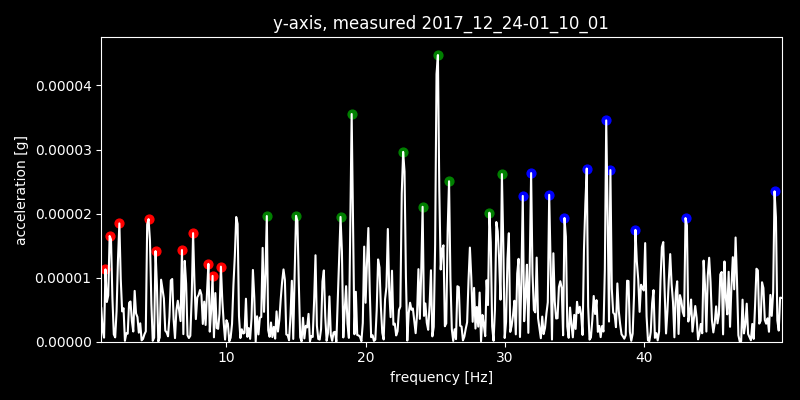 y-axis, measured 2017_12_24-01_10_01
acceleration [g]
0.00004
0.00003
0.00002
0.00001
0.00000
10 20 30 40
frequency [Hz]